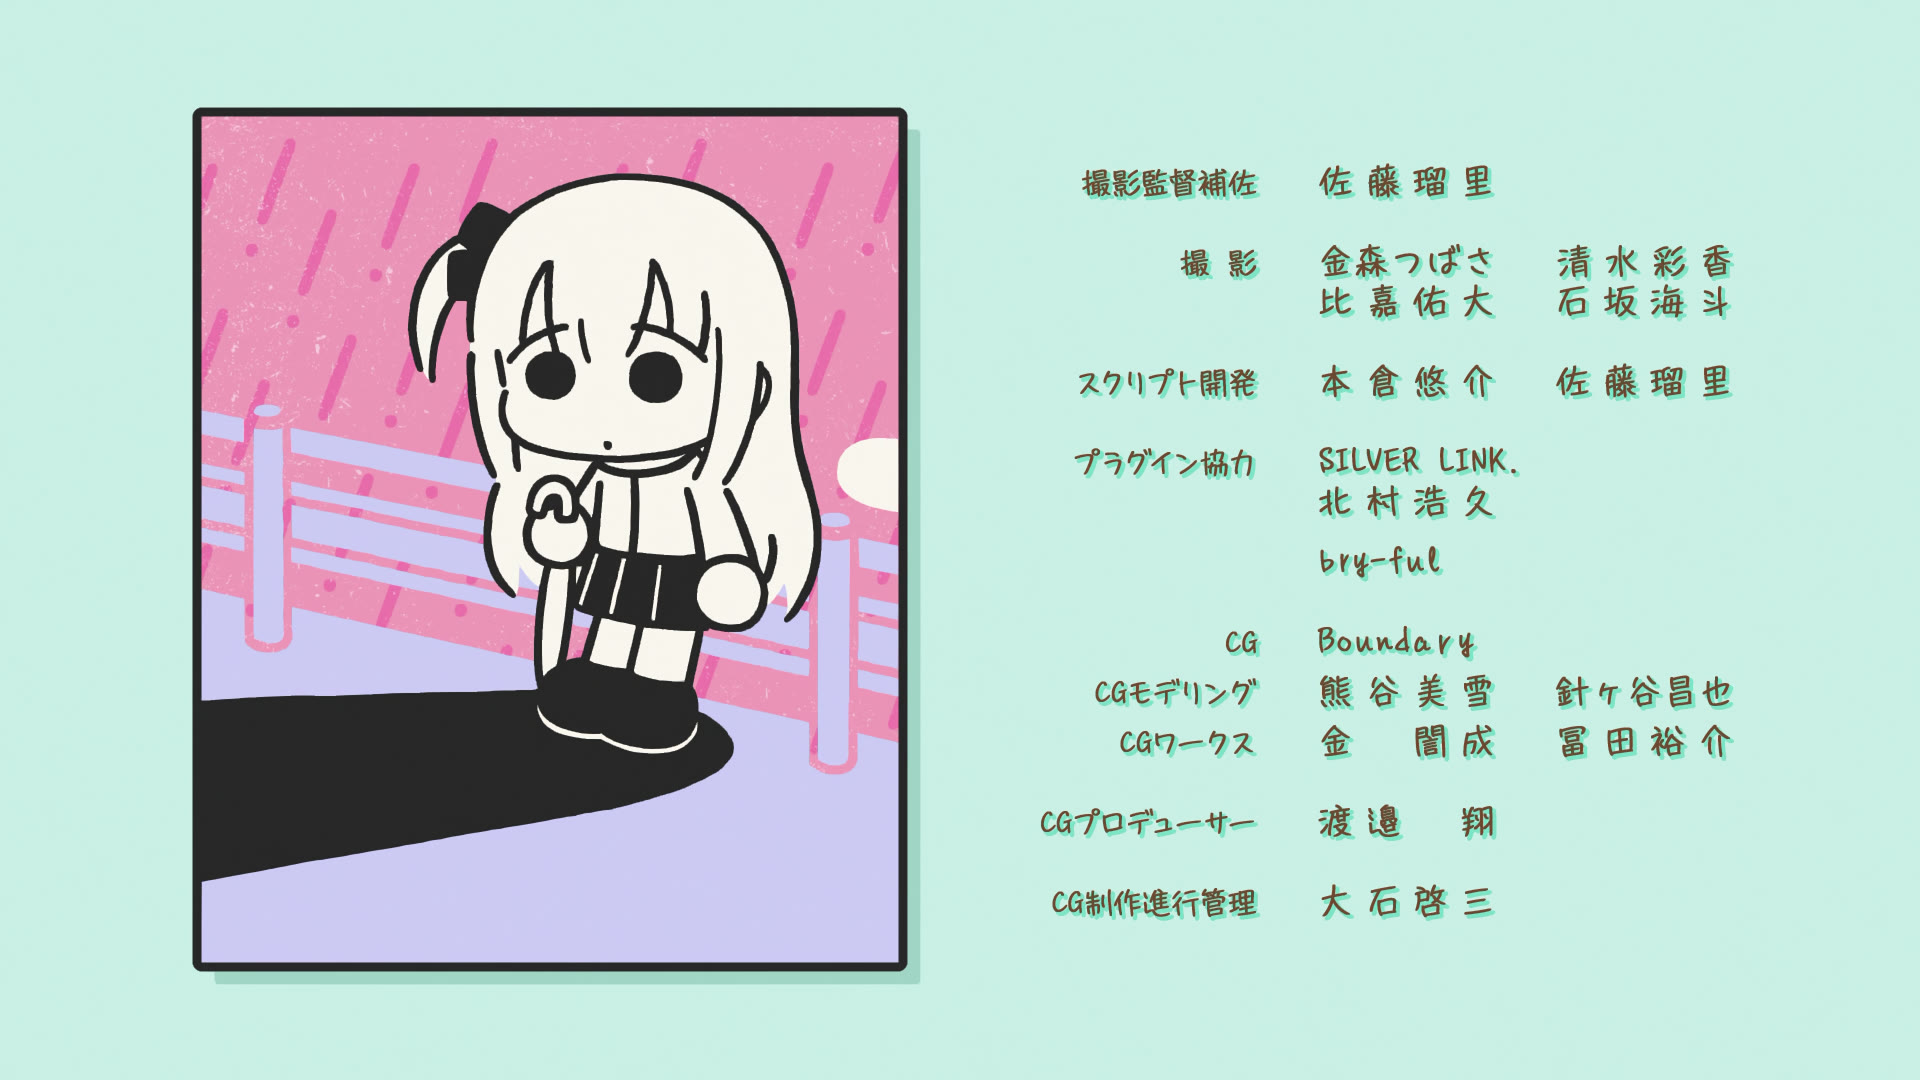 撮影監督補佐 佐藤瑠里
撮影 金森つばさ 清水彩香
比嘉佑大 石坂海斗
スクリプト開発 本倉悠介 佐藤瑠里
プラグイン協力 SILVER LINK.
北村浩久
bry-ful
CG Boundary
CGモデリング 熊谷美雪 針ヶ谷昌也
CGワークス 金 誾成 冨田裕介
CGプロデューサー 渡邉 翔
CG制作進行管理 大石啓三